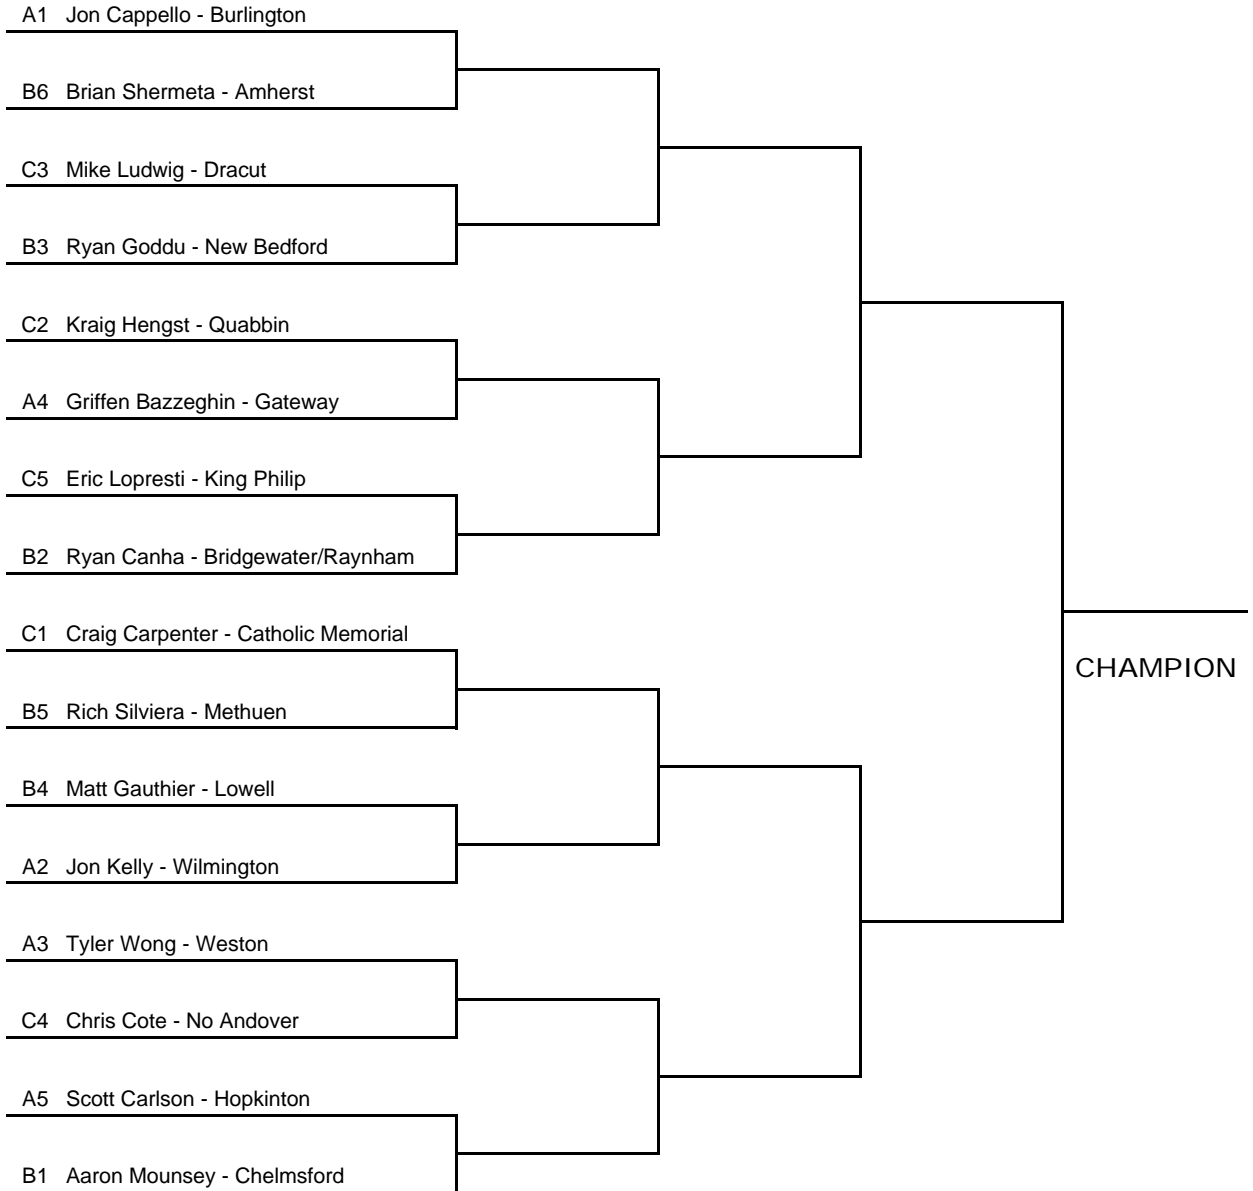 A1 Jon Cappello - Burlington
B6 Brian Shermeta - Amherst
C3 Mike Ludwig - Dracut
B3 Ryan Goddu - New Bedford
C2 Kraig Hengst - Quabbin
A4 Griffen Bazzeghin - Gateway
C5 Eric Lopresti - King Philip
B2 Ryan Canha - Bridgewater/Raynham
C1 Craig Carpenter - Catholic Memorial
CHAMPION
B5 Rich Silviera - Methuen
B4 Matt Gauthier - Lowell
A2 Jon Kelly - Wilmington
A3 Tyler Wong - Weston
C4 Chris Cote - No Andover
A5 Scott Carlson - Hopkinton
B1 Aaron Mounsey - Chelmsford